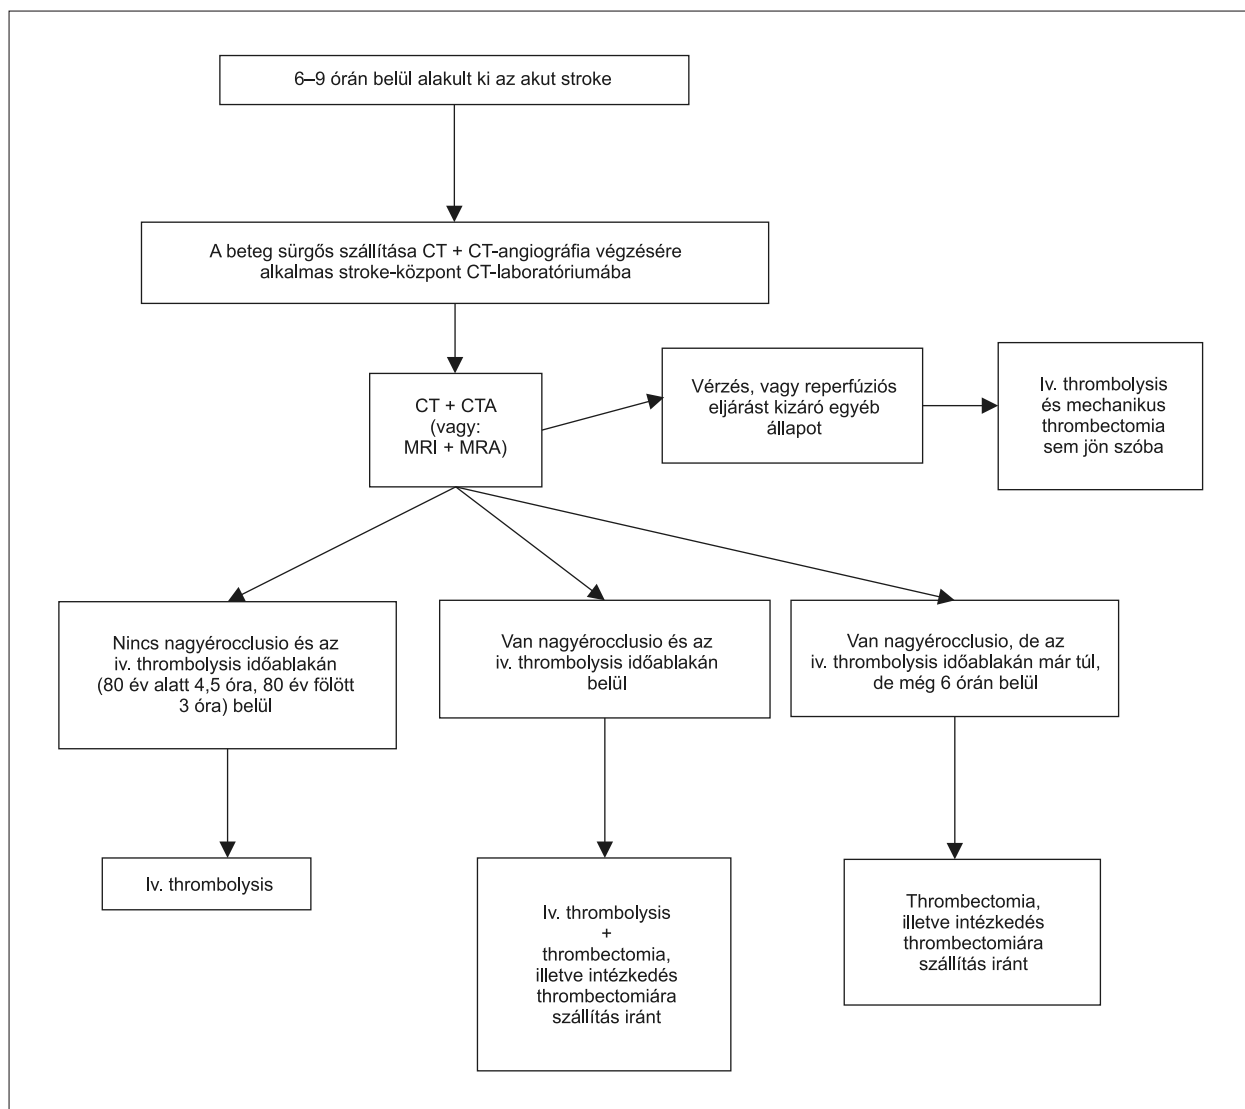 6–9 órán belül alakult ki az akut stroke
A beteg sürgős szállítása CT + CT-angiográfia végzésére
alkalmas stroke-központ CT-laboratóriumába
CT + CTA
(vagy:
MRI + MRA)
Vérzés, vagy reperfúziós
eljárást kizáró egyéb
állapot
Iv. thrombolysis
és mechanikus
thrombectomia
sem jön szóba
Nincs nagyérocclusio és az
iv. thrombolysis időablakán
(80 év alatt 4,5 óra, 80 év fölött
3 óra) belül
Van nagyérocclusio és az
iv. thrombolysis időablakán
belül
Van nagyérocclusio, de az
iv. thrombolysis időablakán már túl,
de még 6 órán belül
Iv. thrombolysis
Iv. thrombolysis
+
thrombectomia,
illetve intézkedés
thrombectomiára
szállítás iránt
Thrombectomia,
illetve intézkedés
thrombectomiára
szállítás iránt